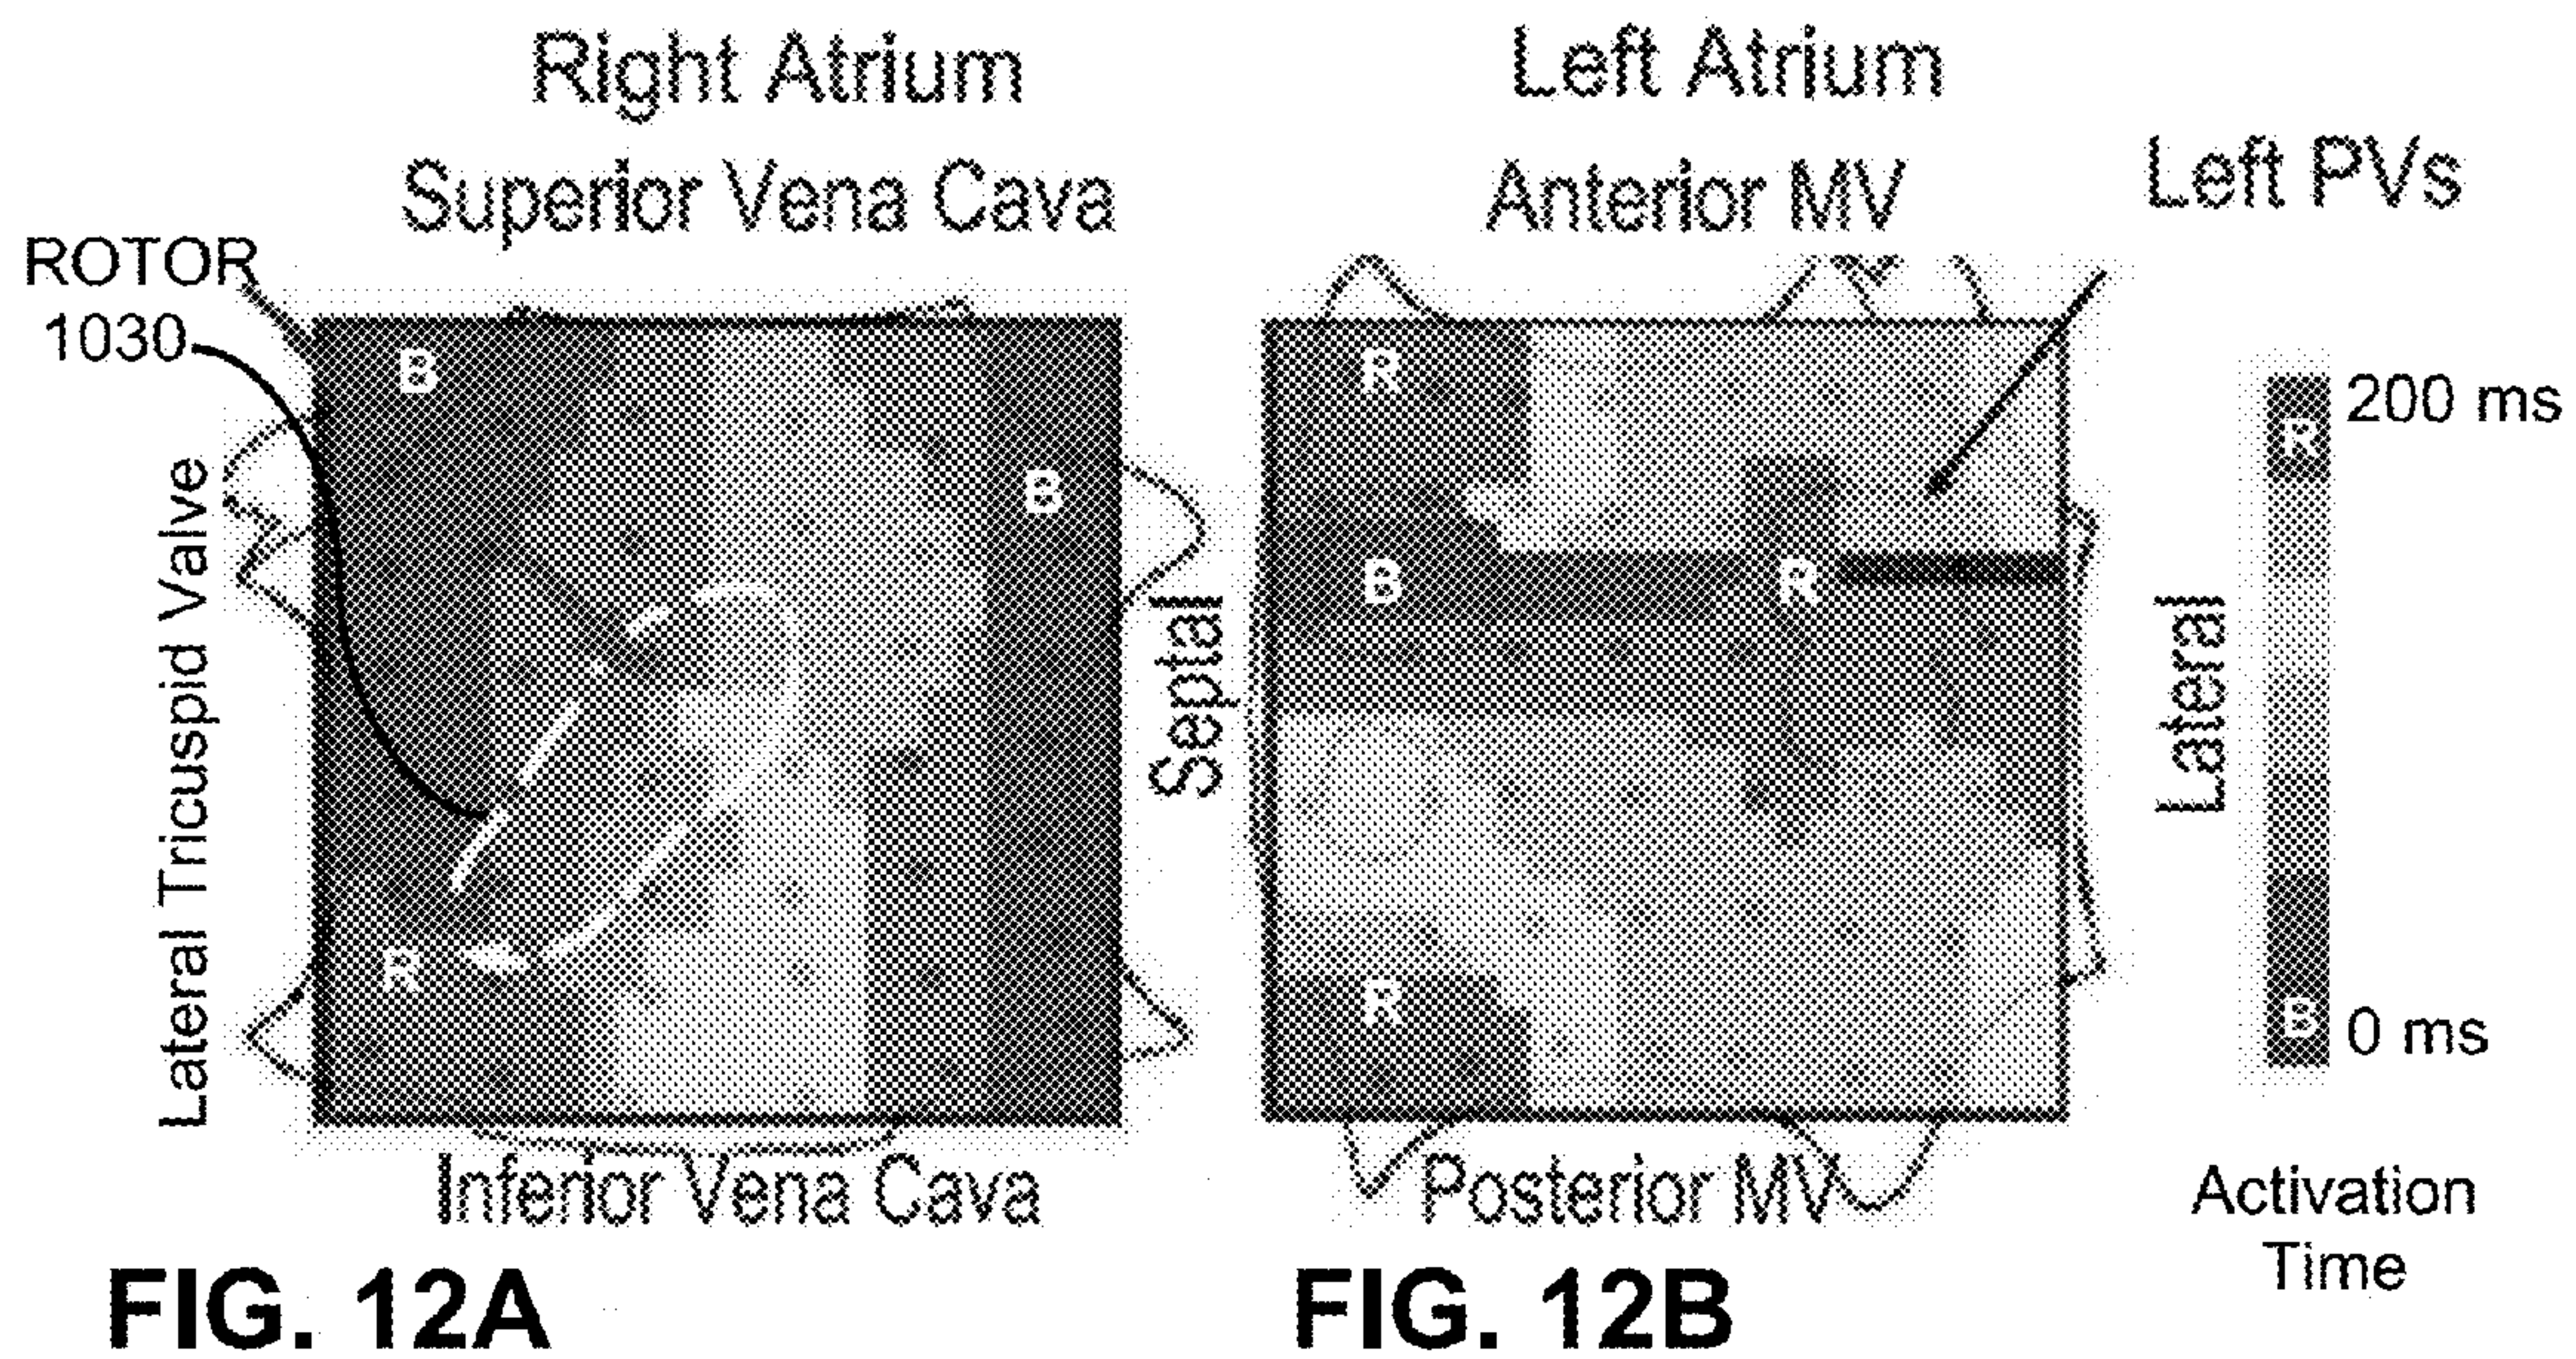 Right Atrium
Superior Vena Cava
ROTOR
1030
B
B
R
Lateral Tricuspid Valve
Septal
Inferior Vena Cava
FIG. 12A
Left Atrium
Anterior MV
Left PVs
R
B
R
R
Lateral
Posterior MV
FIG. 12B
200 ms
R
B
0 ms
Activation
Time